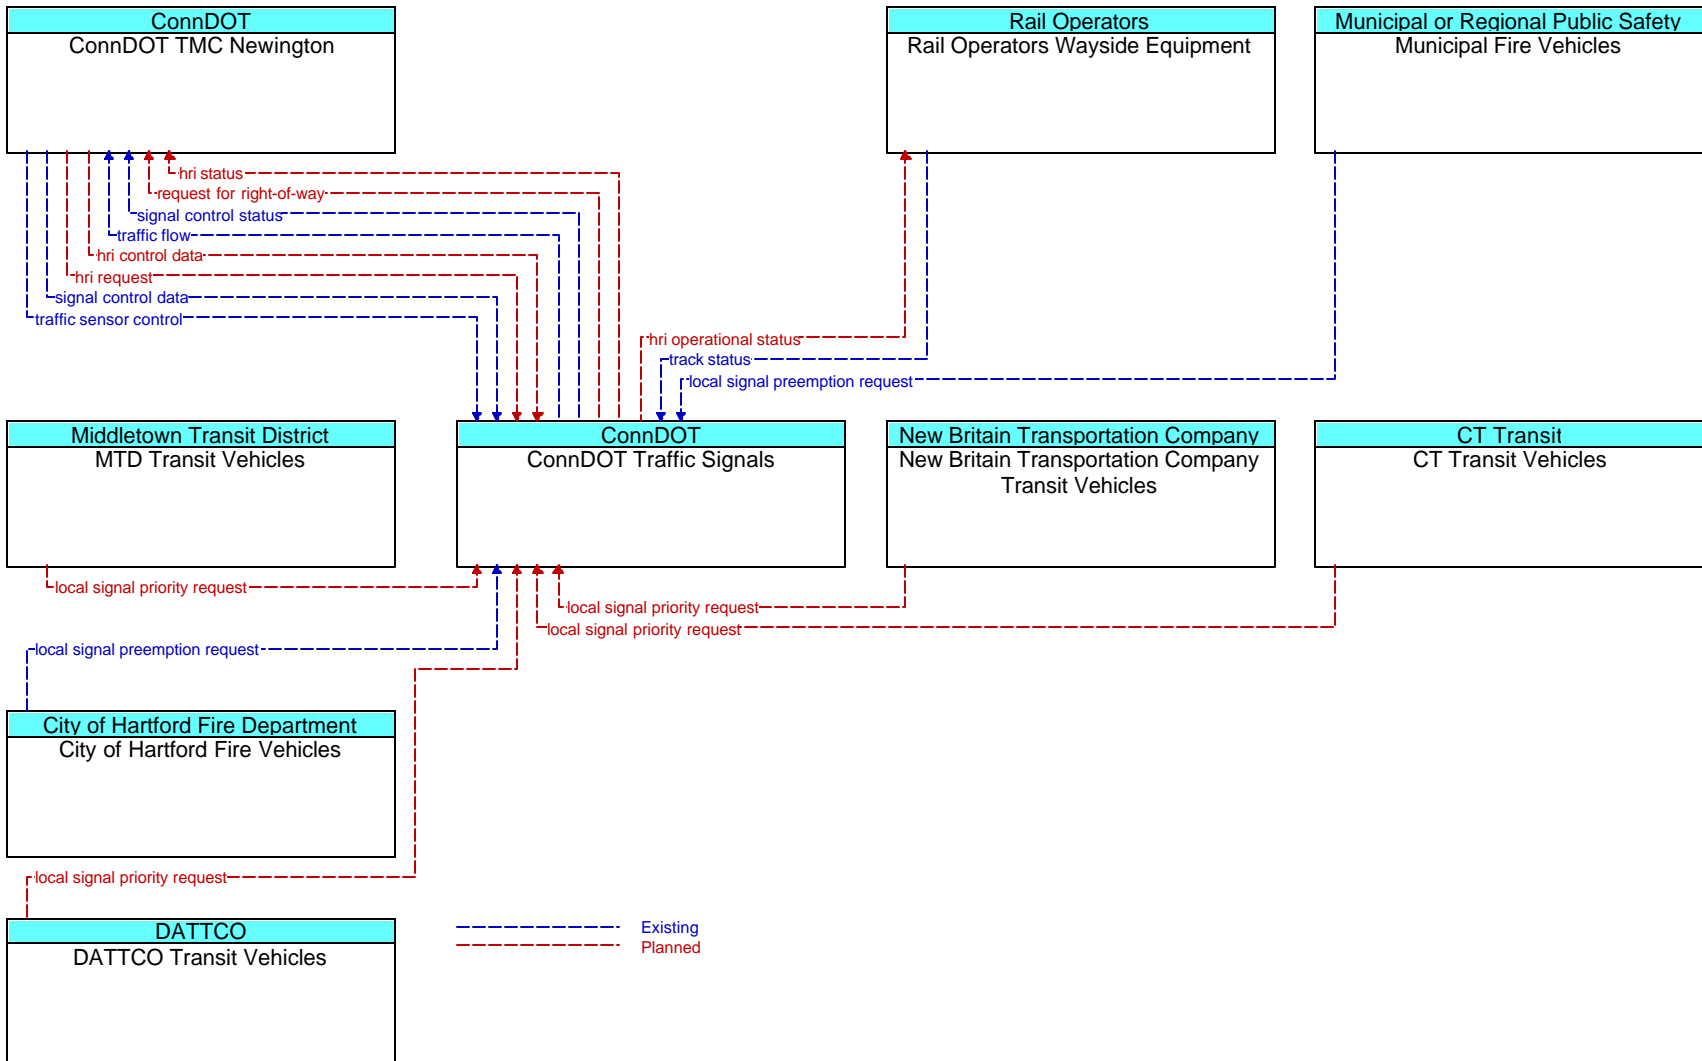 ConnDOT
ConnDOT TMC Newington
Rail Operators
Rail Operators Wayside Equipment
Municipal or Regional Public Safety
Municipal Fire Vehicles
hri status
request for right-of-way
signal control status
traffic flow
hri control data
hri request
signal control data
traffic sensor control
hri operational status
track status
local signal preemption request
Middletown Transit District
MTD Transit Vehicles
ConnDOT
ConnDOT Traffic Signals
New Britain Transportation Company
New Britain Transportation Company
Transit Vehicles
CT Transit
CT Transit Vehicles
local signal priority request
local signal priority request
local signal priority request
local signal preemption request
City of Hartford Fire Department
City of Hartford Fire Vehicles
local signal priority request
DATTCO
DATTCO Transit Vehicles
Existing
Planned